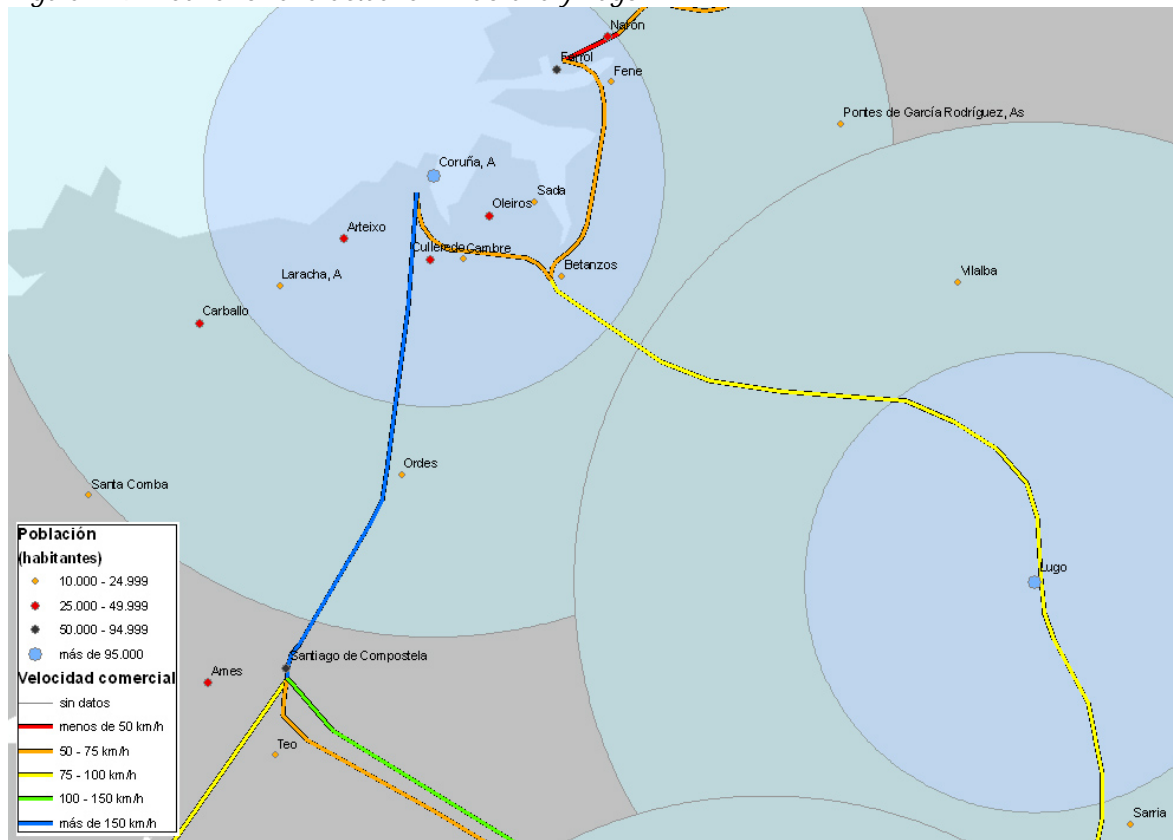 Narón
Ferrol
Fene
Pontes de García Rodríguez, As
Coruña, A
Sada
Oleiros
Arteixo
Culleredo
Cambre
Betanzos
Laracha, A
Vilalba
Carballo
Ordes
Santa Comba
Lugo
Santiago de Compostela
Ames
Teo
Sarria
Población
(habitantes)
10.000 - 24.999
25.000 - 49.999
50.000 - 94.999
más de 95.000
Velocidad comercial
sin datos
menos de 50 km/h
50 - 75 km/h
75 - 100 km/h
100 - 150 km/h
más de 150 km/h